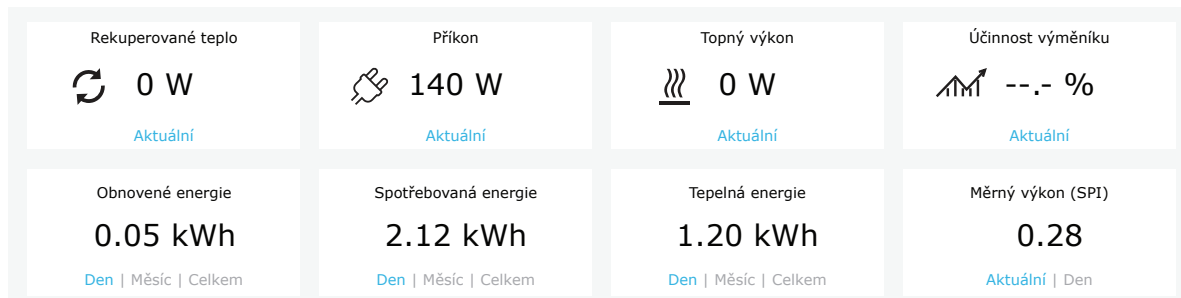 Rekuperované teplo
0 W
Aktuální
Příkon
140 W
Aktuální
Topný výkon
0 W
Aktuální
Účinnost výměníku
--.- %
Aktuální
Obnovené energie
0.05 kWh
Den | Měsíc | Celkem
Spotřebovaná energie
2.12 kWh
Den | Měsíc | Celkem
Tepelná energie
1.20 kWh
Den | Měsíc | Celkem
Měrný výkon (SPI)
0.28
Aktuální | Den